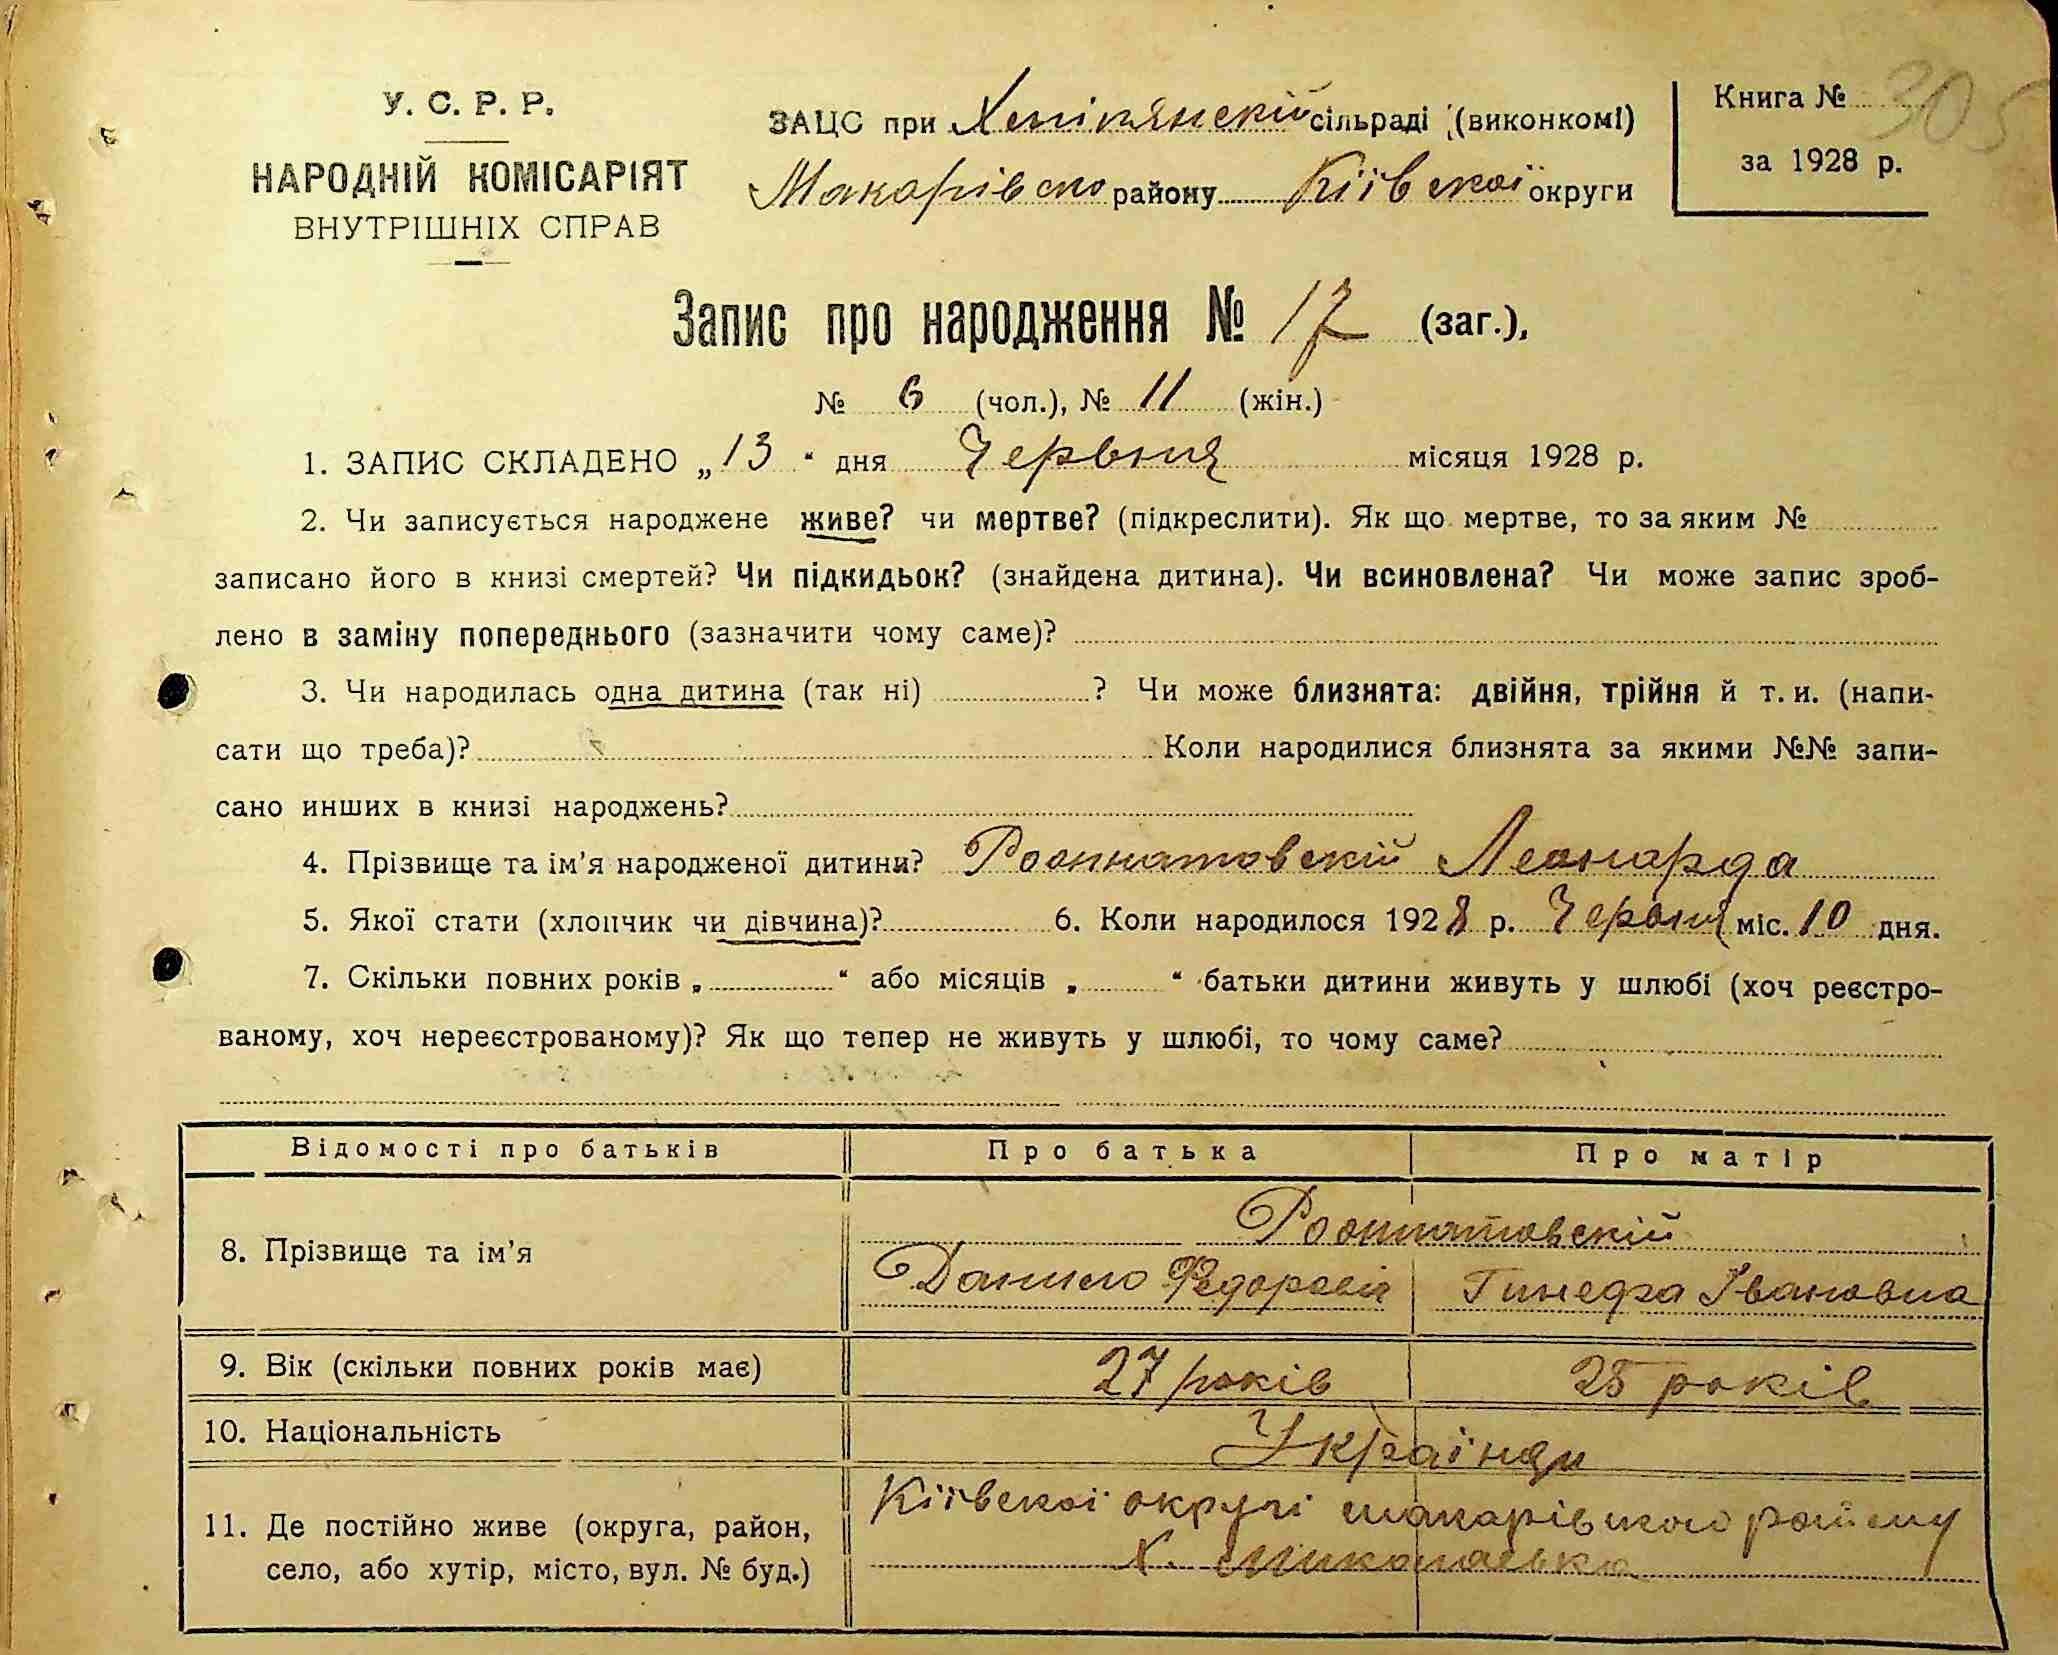 305
У. С. Р. Р.
НАРОДНІЙ КОМІСАРІЯТ
ВНУТРІШНІХ СПРАВ
ЗАЦС при сільраді (виконкомі)
району Кіївскої округи
Книга №
за 1928 р.
Запис про народження № 17 (заг.),
№ 6 (чол.), № 11 (жін.)
1. ЗАПИС СКЛАДЕНО „13“ дня Червня місяця 1928 р.
2. Чи записується народжене живе? чи мертве? (підкреслити). Як що мертве, то за яким №
записано його в книзі смертей? Чи підкидьок? (знайдена дитина). Чи всиновлена? Чи може запис зроб-
лено в заміну попереднього (зазначити чому саме)?
3. Чи народилась одна дитина (так ні) ? Чи може близнята: двійня, трійня й т. и. (напи-
сати що треба)? Коли народилися близнята за якими №№ запи-
сано инших в книзі народжень?
4. Прізвище та ім’я народженої дитини? Леонарда
5. Якої стати (хлопчик чи дівчина)? 6. Коли народилося 1928 р. Червня міс. 10 дня.
7. Скільки повних років „ “ або місяців „ “ батьки дитини живуть у шлюбі (хоч реєстро-
ваному, хоч нереєстрованому)? Як що тепер не живуть у шлюбі, то чому саме?
Відомості про батьків
Про батька
Про матір
8. Прізвище та ім’я
Данило Федоровіч
Івановна
9. Вік (скільки повних років має)
27 років
25 років
10. Національність
Українци
11. Де постійно живе (округа, район,
село, або хутір, місто, вул. № буд.)
Кіівскоі округі макарівского району
х. Миколаєвка